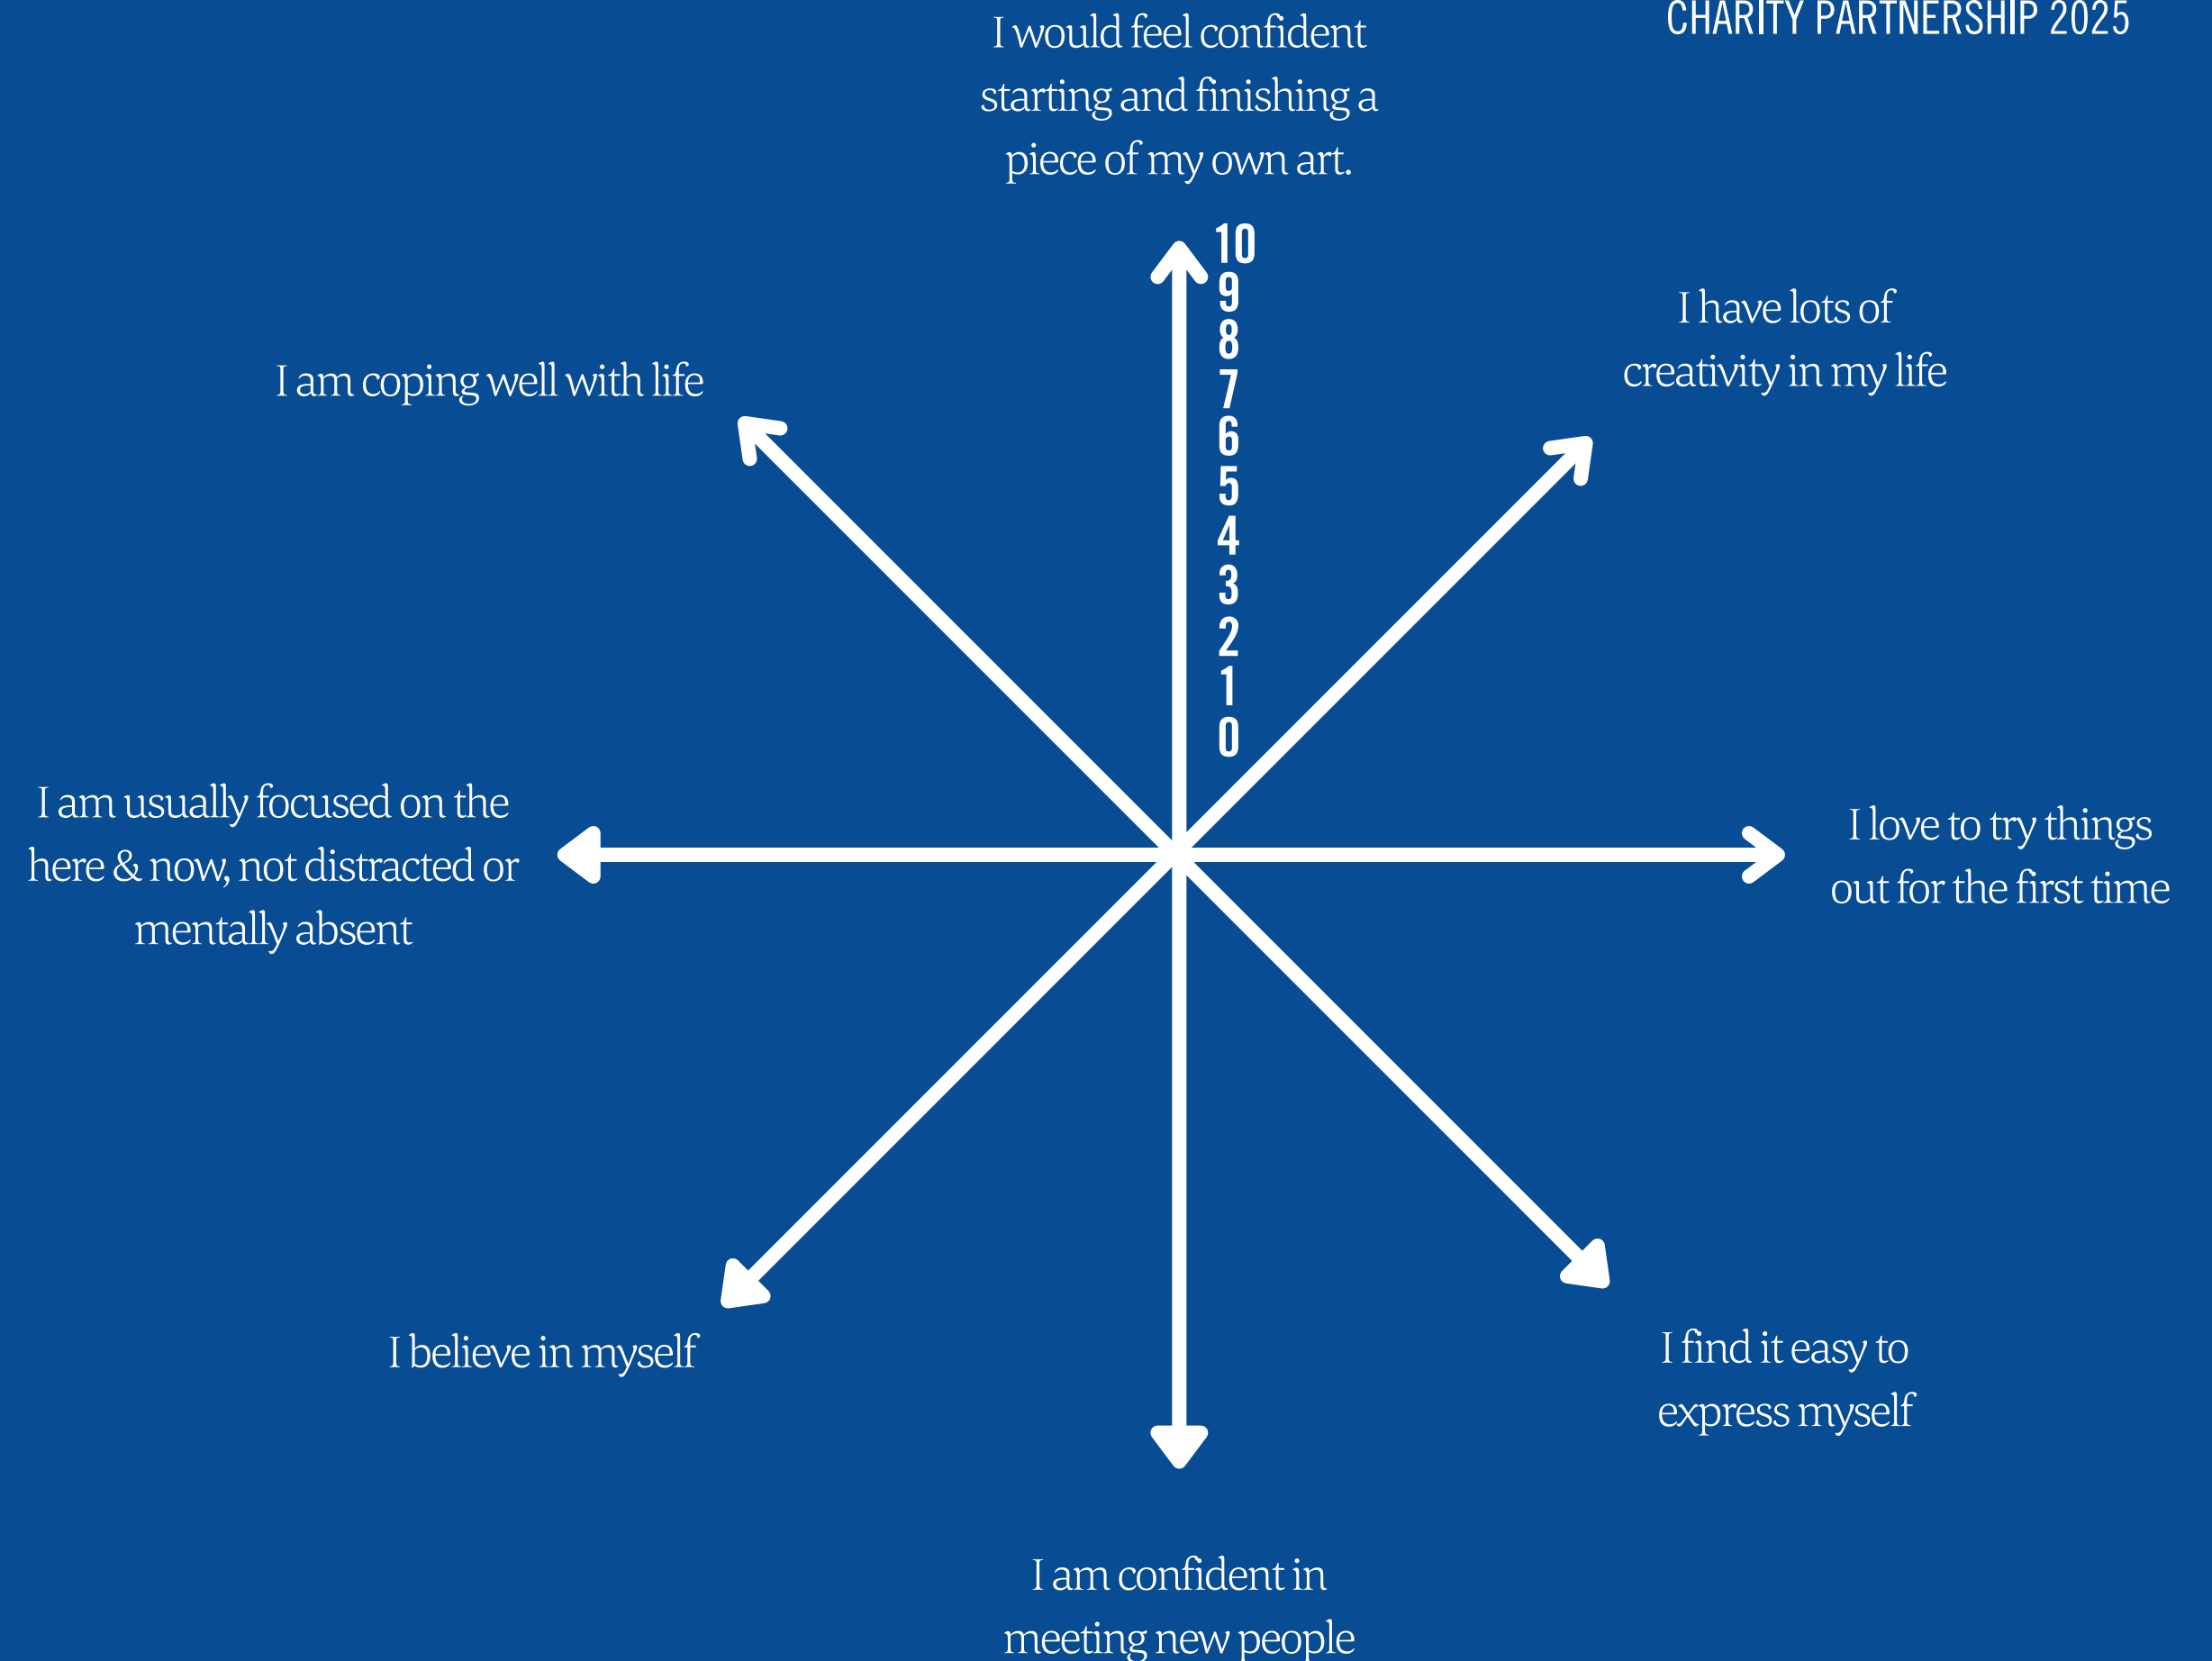 CHARITY PARTNERSHIP 2025
I would feel confident
starting and finishing a
piece of my own art.
10
9
8
7
6
5
4
3
2
1
0
I have lots of
creativity in my life
I love to try things
out for the first time
I find it easy to
express myself
I am confident in
meeting new people
I believe in myself
I am usually focused on the
here & now, not distracted or
mentally absent
I am coping well with life